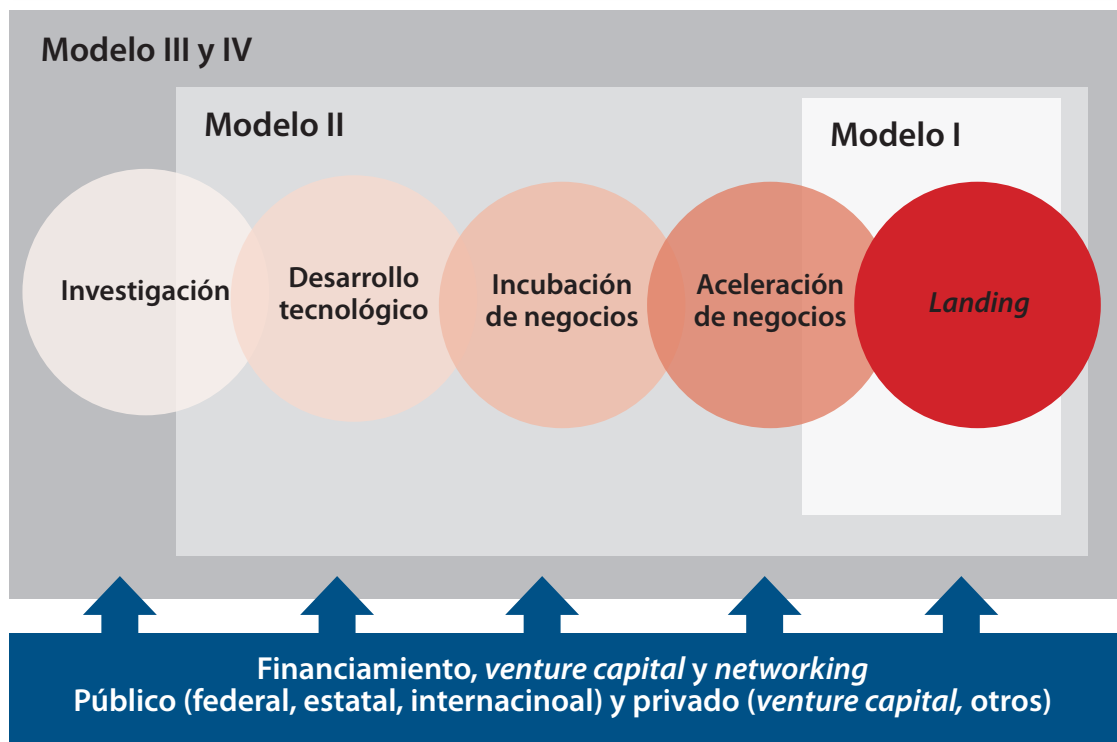 Modelo III y IV
Modelo II
Modelo I
Investigación
Desarrollo
tecnológico
Incubación
de negocios
Aceleración
de negocios
Landing
Financiamiento, venture capital y networking
Público (federal, estatal, internacinoal) y privado (venture capital, otros)